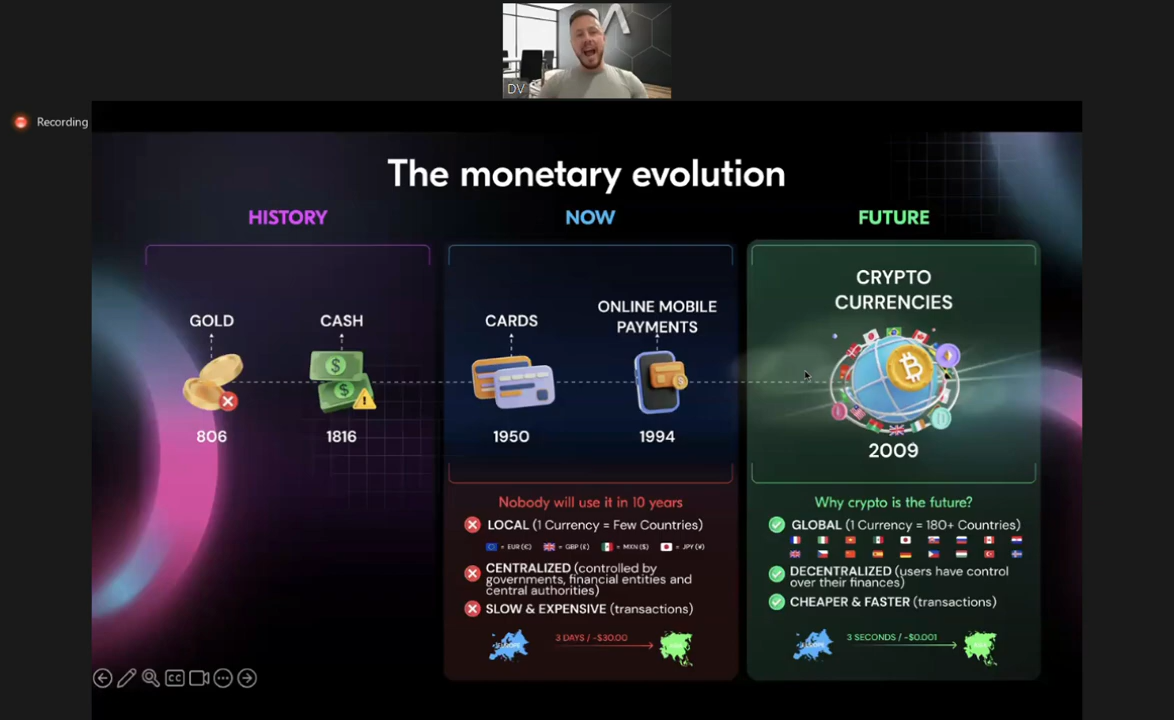 DV
Recording
The monetary evolution
HISTORY
NOW
FUTURE
GOLD
CASH
806
1816
CARDS
ONLINE MOBILE
PAYMENTS
1950
1994
CRYPTO
CURRENCIES
2009
Nobody will use it in 10 years
LOCAL (1 Currency = Few Countries)
= EUR (€) = GBP (£) = MXN ($) = JPY (¥)
CENTRALIZED (controlled by
governments, financial entities and
central authorities)
SLOW & EXPENSIVE (transactions)
3 DAYS / ~$30.00
Why crypto is the future?
GLOBAL (1 Currency = 180+ Countries)
DECENTRALIZED (users have control
over their finances)
CHEAPER & FASTER (transactions)
3 SECONDS / ~$0.001
CC